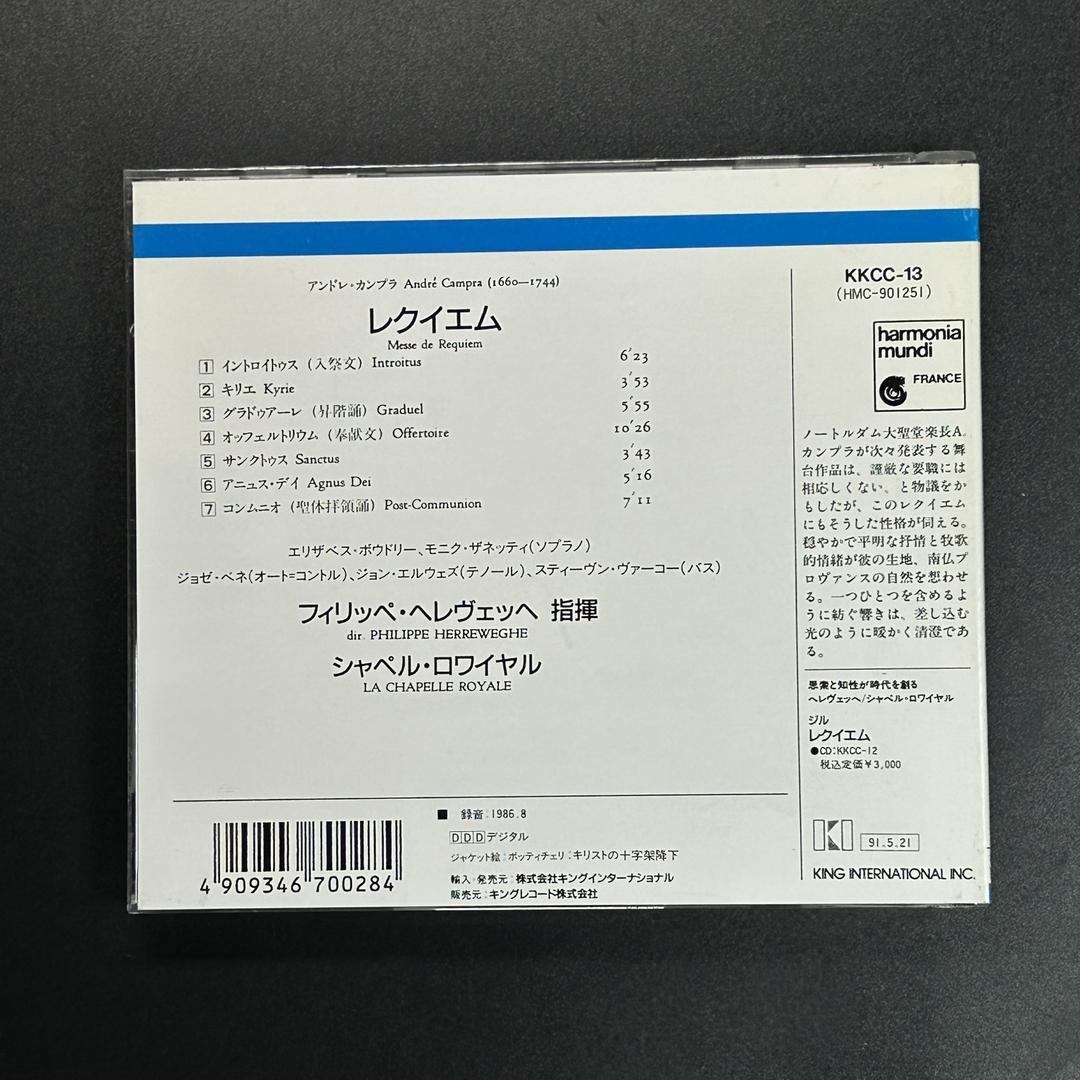 アンドレ・カンプラ André Campra (1660—1744)
レクイエム
Messe de Requiem
1 イントロイトゥス (入祭文) Introitus 6′23
2 キリエ Kyrie 3′53
3 グラドゥアーレ (昇階誦) Graduel 5′55
4 オッフェルトリウム (奉献文) Offertoire 10′26
5 サンクトゥス Sanctus 3′43
6 アニュス・デイ Agnus Dei 5′16
7 コンムニオ (聖体拝領誦) Post-Communion 7′11
エリザベス・ボウドリー、モニク・ザネッティ(ソプラノ)
ジョゼ・ベネ(オート=コントル)、ジョン・エルウェズ(テノール)、スティーヴン・ヴァーコー(バス)
フィリッペ・ヘレヴェッヘ 指揮
dir. PHILIPPE HERREWEGHE
シャペル・ロワイヤル
LA CHAPELLE ROYALE
KKCC-13
(HMC-901251)
harmonia
mundi
FRANCE
ノートルダム大聖堂楽長A.
カンプラが次々発表する舞
台作品は、謹厳な要職には
相応しくない、と物議をか
もしたが、このレクイエム
にもそうした性格が伺える。
穏やかで平明な抒情と牧歌
的情緒が彼の生地、南仏プ
ロヴァンスの自然を想わせ
る。一つひとつを含めるよ
うに紡ぐ響きは、差し込む
光のように暖かく清澄であ
る。
思索と知性が時代を創る
ヘレヴェッヘ/シャペル・ロワイヤル
ジル
レクイエム
●CD:KKCC-12
税込定価￥3,000
KI
91.5.21
KING INTERNATIONAL INC.
4 909346 700284
■ 録音:1986.8
DDDデジタル
ジャケット絵:ボッティチェリ:キリストの十字架降下
輸入・発売元:株式会社キングインターナショナル
販売元:キングレコード株式会社